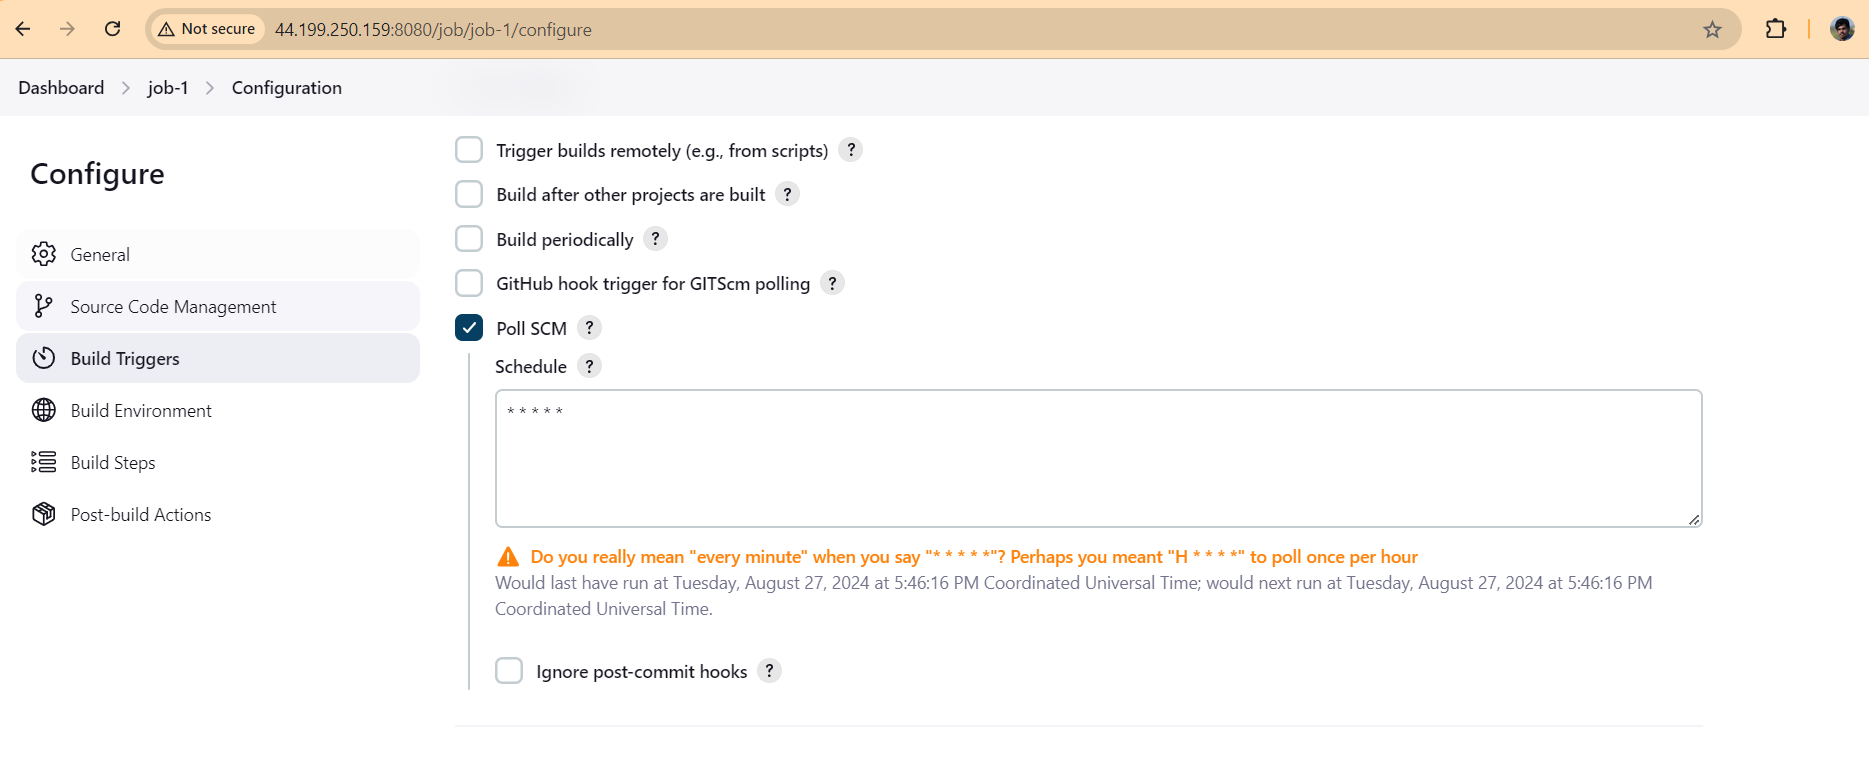 Not secure 44.199.250.159:8080/job/job-1/configure
Dashboard > job-1 > Configuration
Configure
General
Source Code Management
Build Triggers
Build Environment
Build Steps
Post-build Actions
Trigger builds remotely (e.g., from scripts) ?
Build after other projects are built ?
Build periodically ?
GitHub hook trigger for GITScm polling ?
Poll SCM ?
Schedule ?
* * * * *
Do you really mean "every minute" when you say "* * * * *"? Perhaps you meant "H * * * *" to poll once per hour
Would last have run at Tuesday, August 27, 2024 at 5:46:16 PM Coordinated Universal Time; would next run at Tuesday, August 27, 2024 at 5:46:16 PM
Coordinated Universal Time.
Ignore post-commit hooks ?